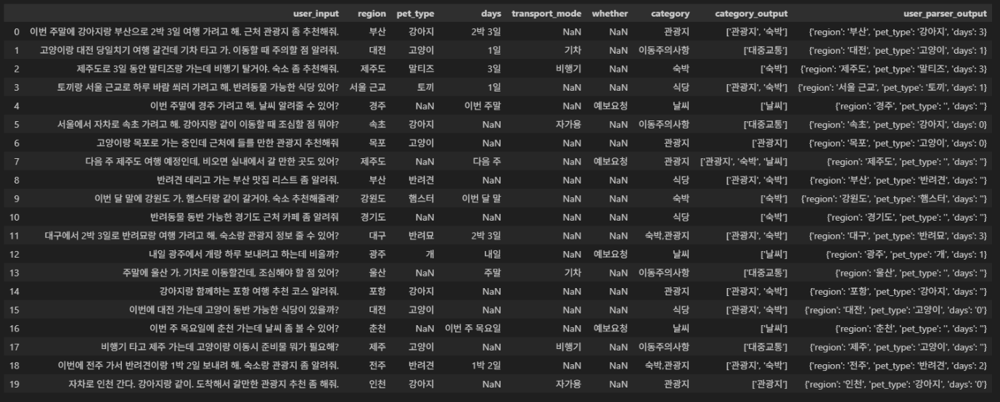 user_input region pet_type days transport_mode whether category category_output user_parser_output
0 이번 주말에 강아지랑 부산으로 2박 3일 여행 가려고 해. 근처 관광지 좀 추천해줘. 부산 강아지 2박 3일 NaN NaN 관광지 ['관광지', '숙박'] {'region': '부산', 'pet_type': '강아지', 'days': 3}
1 고양이랑 대전 당일치기 여행 갈건데 기차 타고 가. 이동할 때 주의할 점 알려줘. 대전 고양이 1일 기차 NaN 이동주의사항 ['대중교통'] {'region': '대전', 'pet_type': '고양이', 'days': 1}
2 제주도로 3일 동안 말티즈랑 가는데 비행기 탈거야. 숙소 좀 추천해줘. 제주도 말티즈 3일 비행기 NaN 숙박 ['숙박'] {'region': '제주도', 'pet_type': '말티즈', 'days': 3}
3 토끼랑 서울 근교로 하루 바람 쐬러 가려고 해. 반려동물 가능한 식당 있어? 서울 근교 토끼 1일 NaN NaN 식당 ['관광지', '숙박'] {'region': '서울 근교', 'pet_type': '토끼', 'days': 1}
4 이번 주말에 경주 가려고 해. 날씨 알려줄 수 있어? 경주 NaN 이번 주말 NaN 예보요청 날씨 ['날씨'] {'region': '경주', 'pet_type': '', 'days': ''}
5 서울에서 자차로 속초 가려고 해. 강아지랑 같이 이동할 때 조심할 점 뭐야? 속초 강아지 NaN 자가용 NaN 이동주의사항 ['대중교통'] {'region': '속초', 'pet_type': '강아지', 'days': 0}
6 고양이랑 목포로 가는 중인데 근처에 들를 만한 관광지 추천해줘 목포 고양이 NaN NaN NaN 관광지 ['관광지'] {'region': '목포', 'pet_type': '고양이', 'days': 0}
7 다음 주 제주도 여행 예정인데, 비오면 실내에서 갈 만한 곳도 있어? 제주도 NaN 다음 주 NaN 예보요청 관광지 ['관광지', '숙박', '날씨'] {'region': '제주도', 'pet_type': '', 'days': ''}
8 반려견 데리고 가는 부산 맛집 리스트 좀 알려줘. 부산 반려견 NaN NaN NaN 식당 ['관광지', '숙박'] {'region': '부산', 'pet_type': '반려견', 'days': ''}
9 이번 달 말에 강원도 가. 햄스터랑 같이 갈거야. 숙소 추천해줄래? 강원도 햄스터 이번 달 말 NaN NaN 숙박 ['숙박'] {'region': '강원도', 'pet_type': '햄스터', 'days': ''}
10 반려동물 동반 가능한 경기도 근처 카페 좀 알려줘 경기도 NaN NaN NaN NaN 식당 ['숙박'] {'region': '경기도', 'pet_type': '', 'days': ''}
11 대구에서 2박 3일로 반려묘랑 여행 가려고 해. 숙소랑 관광지 정보 줄 수 있어? 대구 반려묘 2박 3일 NaN NaN 숙박,관광지 ['관광지', '숙박'] {'region': '대구', 'pet_type': '반려묘', 'days': 3}
12 내일 광주에서 개랑 하루 보내려고 하는데 비올까? 광주 개 내일 NaN 예보요청 날씨 ['날씨'] {'region': '광주', 'pet_type': '개', 'days': 1}
13 주말에 울산 가. 기차로 이동할건데, 조심해야 할 점 있어? 울산 NaN 주말 기차 NaN 이동주의사항 ['대중교통'] {'region': '울산', 'pet_type': '', 'days': ''}
14 강아지랑 함께하는 포항 여행 추천 코스 알려줘. 포항 강아지 NaN NaN NaN 관광지 ['관광지', '숙박'] {'region': '포항', 'pet_type': '강아지', 'days': ''}
15 이번에 대전 가는데 고양이 동반 가능한 식당이 있을까? 대전 고양이 NaN NaN NaN 식당 ['관광지', '숙박'] {'region': '대전', 'pet_type': '고양이', 'days': '0'}
16 이번 주 목요일에 춘천 가는데 날씨 좀 볼 수 있어? 춘천 NaN 이번 주 목요일 NaN 예보요청 날씨 ['날씨'] {'region': '춘천', 'pet_type': '', 'days': ''}
17 비행기 타고 제주 가는데 고양이랑 이동시 준비물 뭐가 필요해? 제주 고양이 NaN 비행기 NaN 이동주의사항 ['대중교통'] {'region': '제주', 'pet_type': '고양이', 'days': ''}
18 이번에 전주 가서 반려견이랑 1박 2일 보내려 해. 숙소랑 관광지 좀 알려줘. 전주 반려견 1박 2일 NaN NaN 숙박,관광지 ['관광지', '숙박'] {'region': '전주', 'pet_type': '반려견', 'days': 2}
19 자차로 인천 간다. 강아지랑 같이. 도착해서 갈만한 관광지 추천 좀 해줘. 인천 강아지 NaN 자가용 NaN 관광지 ['관광지'] {'region': '인천', 'pet_type': '강아지', 'days': '0'}